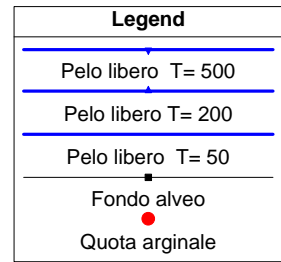 Legend
Pelo libero  T= 500
Pelo libero T= 200
Pelo libero  T= 50
Fondo alveo
Quota arginale